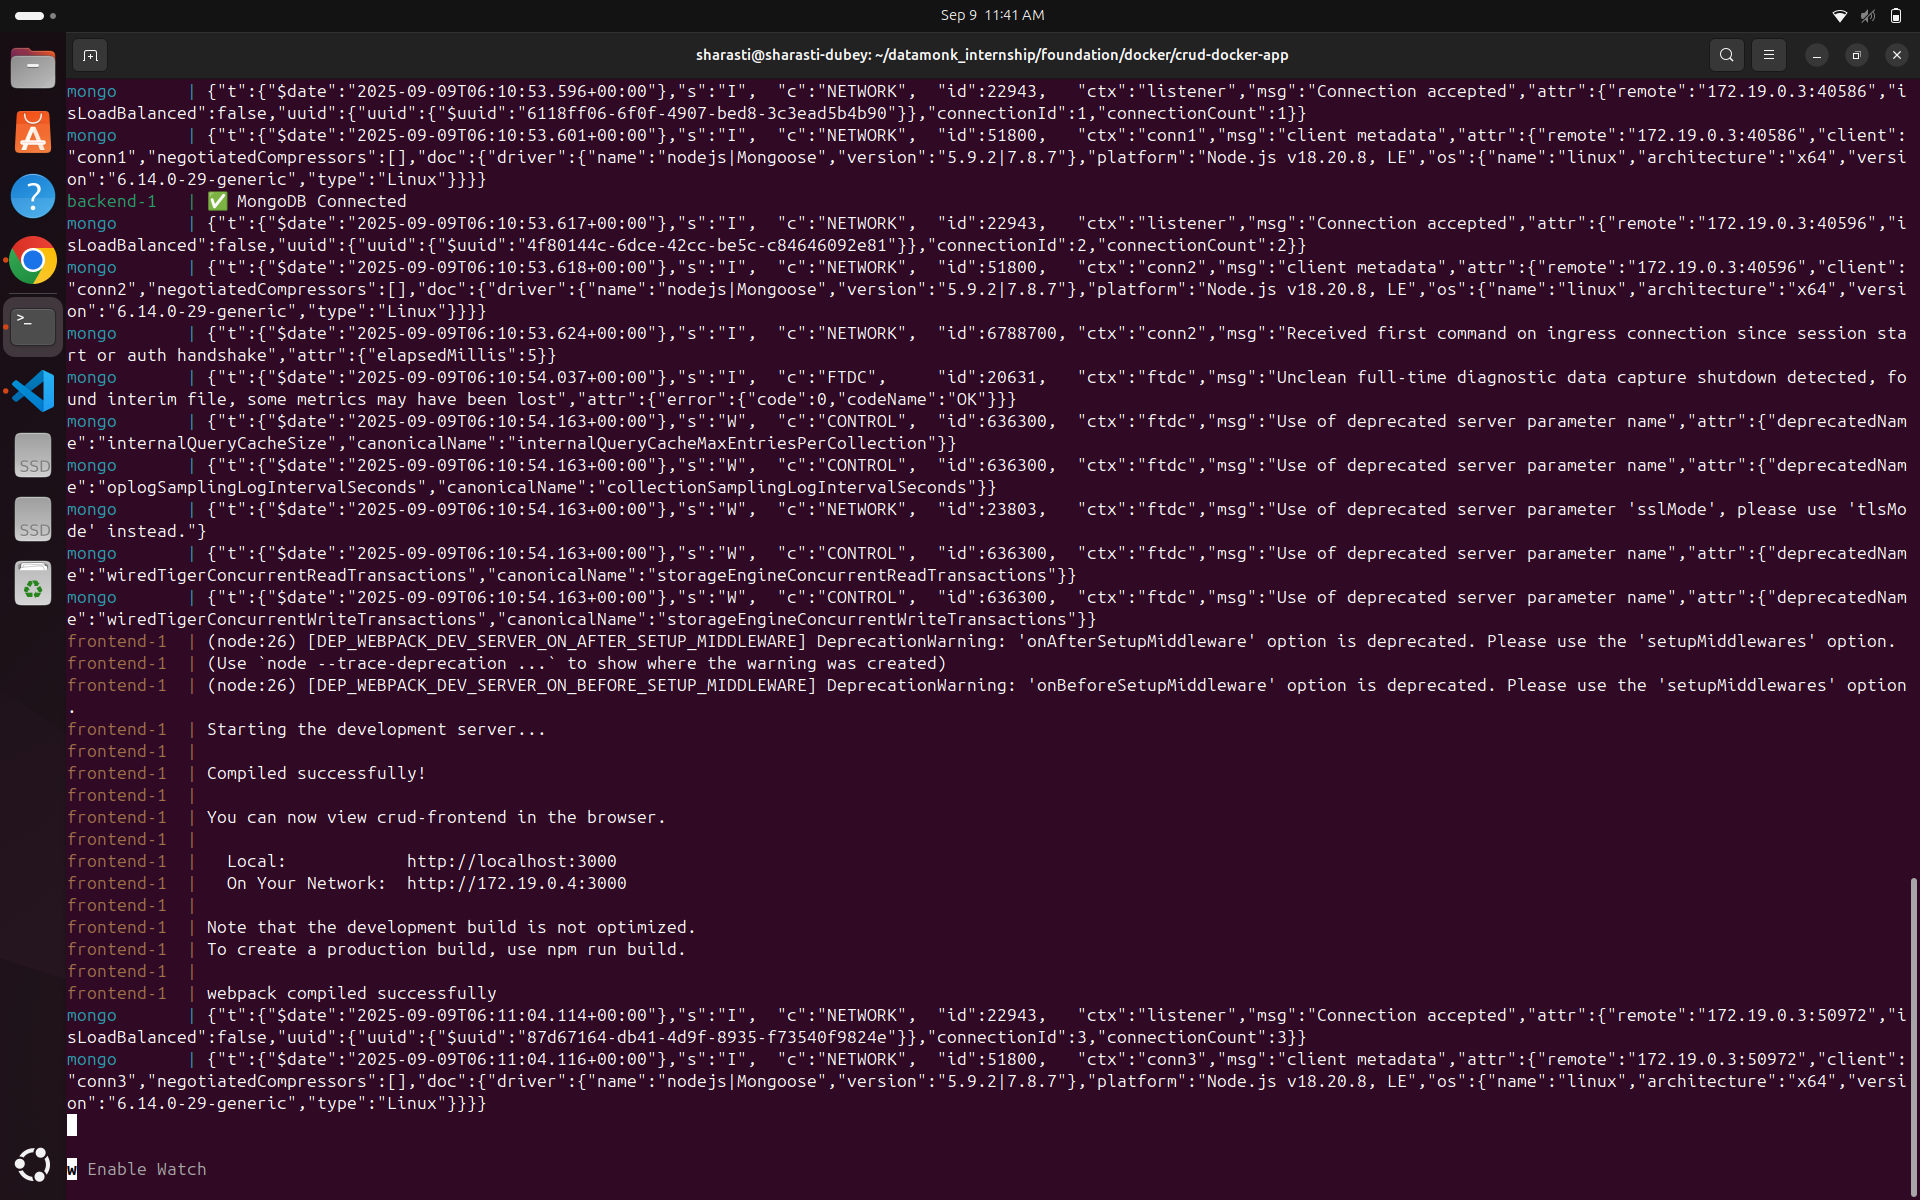 Sep 9 11:41 AM
sharasti@sharasti-dubey: ~/datamonk_internship/foundation/docker/crud-docker-app
mongo | {"t":{"$date":"2025-09-09T06:10:53.596+00:00"},"s":"I", "c":"NETWORK", "id":22943, "ctx":"listener","msg":"Connection accepted","attr":{"remote":"172.19.0.3:40586","i
sLoadBalanced":false,"uuid":{"uuid":{"$uuid":"6118ff06-6f0f-4907-bed8-3c3ead5b4b90"}},"connectionId":1,"connectionCount":1}}
mongo | {"t":{"$date":"2025-09-09T06:10:53.601+00:00"},"s":"I", "c":"NETWORK", "id":51800, "ctx":"conn1","msg":"client metadata","attr":{"remote":"172.19.0.3:40586","client":
"conn1","negotiatedCompressors":[],"doc":{"driver":{"name":"nodejs|Mongoose","version":"5.9.2|7.8.7"},"platform":"Node.js v18.20.8, LE","os":{"name":"linux","architecture":"x64","versi
on":"6.14.0-29-generic","type":"Linux"}}}}
backend-1 | ✅ MongoDB Connected
mongo | {"t":{"$date":"2025-09-09T06:10:53.617+00:00"},"s":"I", "c":"NETWORK", "id":22943, "ctx":"listener","msg":"Connection accepted","attr":{"remote":"172.19.0.3:40596","i
sLoadBalanced":false,"uuid":{"uuid":{"$uuid":"4f80144c-6dce-42cc-be5c-c84646092e81"}},"connectionId":2,"connectionCount":2}}
mongo | {"t":{"$date":"2025-09-09T06:10:53.618+00:00"},"s":"I", "c":"NETWORK", "id":51800, "ctx":"conn2","msg":"client metadata","attr":{"remote":"172.19.0.3:40596","client":
"conn2","negotiatedCompressors":[],"doc":{"driver":{"name":"nodejs|Mongoose","version":"5.9.2|7.8.7"},"platform":"Node.js v18.20.8, LE","os":{"name":"linux","architecture":"x64","versi
on":"6.14.0-29-generic","type":"Linux"}}}}
mongo | {"t":{"$date":"2025-09-09T06:10:53.624+00:00"},"s":"I", "c":"NETWORK", "id":6788700, "ctx":"conn2","msg":"Received first command on ingress connection since session sta
rt or auth handshake","attr":{"elapsedMillis":5}}
mongo | {"t":{"$date":"2025-09-09T06:10:54.037+00:00"},"s":"I", "c":"FTDC", "id":20631, "ctx":"ftdc","msg":"Unclean full-time diagnostic data capture shutdown detected, fo
und interim file, some metrics may have been lost","attr":{"error":{"code":0,"codeName":"OK"}}}
mongo | {"t":{"$date":"2025-09-09T06:10:54.163+00:00"},"s":"W", "c":"CONTROL", "id":636300, "ctx":"ftdc","msg":"Use of deprecated server parameter name","attr":{"deprecatedNam
e":"internalQueryCacheSize","canonicalName":"internalQueryCacheMaxEntriesPerCollection"}}
mongo | {"t":{"$date":"2025-09-09T06:10:54.163+00:00"},"s":"W", "c":"CONTROL", "id":636300, "ctx":"ftdc","msg":"Use of deprecated server parameter name","attr":{"deprecatedNam
e":"oplogSamplingLogIntervalSeconds","canonicalName":"collectionSamplingLogIntervalSeconds"}}
mongo | {"t":{"$date":"2025-09-09T06:10:54.163+00:00"},"s":"W", "c":"NETWORK", "id":23803, "ctx":"ftdc","msg":"Use of deprecated server parameter 'sslMode', please use 'tlsMo
de' instead."}
mongo | {"t":{"$date":"2025-09-09T06:10:54.163+00:00"},"s":"W", "c":"CONTROL", "id":636300, "ctx":"ftdc","msg":"Use of deprecated server parameter name","attr":{"deprecatedNam
e":"wiredTigerConcurrentReadTransactions","canonicalName":"storageEngineConcurrentReadTransactions"}}
mongo | {"t":{"$date":"2025-09-09T06:10:54.163+00:00"},"s":"W", "c":"CONTROL", "id":636300, "ctx":"ftdc","msg":"Use of deprecated server parameter name","attr":{"deprecatedNam
e":"wiredTigerConcurrentWriteTransactions","canonicalName":"storageEngineConcurrentWriteTransactions"}}
frontend-1 | (node:26) [DEP_WEBPACK_DEV_SERVER_ON_AFTER_SETUP_MIDDLEWARE] DeprecationWarning: 'onAfterSetupMiddleware' option is deprecated. Please use the 'setupMiddlewares' option.
frontend-1 | (Use `node --trace-deprecation ...` to show where the warning was created)
frontend-1 | (node:26) [DEP_WEBPACK_DEV_SERVER_ON_BEFORE_SETUP_MIDDLEWARE] DeprecationWarning: 'onBeforeSetupMiddleware' option is deprecated. Please use the 'setupMiddlewares' option
.
frontend-1 | Starting the development server...
frontend-1 |
frontend-1 | Compiled successfully!
frontend-1 |
frontend-1 | You can now view crud-frontend in the browser.
frontend-1 |
frontend-1 | Local: http://localhost:3000
frontend-1 | On Your Network: http://172.19.0.4:3000
frontend-1 |
frontend-1 | Note that the development build is not optimized.
frontend-1 | To create a production build, use npm run build.
frontend-1 |
frontend-1 | webpack compiled successfully
mongo | {"t":{"$date":"2025-09-09T06:11:04.114+00:00"},"s":"I", "c":"NETWORK", "id":22943, "ctx":"listener","msg":"Connection accepted","attr":{"remote":"172.19.0.3:50972","i
sLoadBalanced":false,"uuid":{"uuid":{"$uuid":"87d67164-db41-4d9f-8935-f73540f9824e"}},"connectionId":3,"connectionCount":3}}
mongo | {"t":{"$date":"2025-09-09T06:11:04.116+00:00"},"s":"I", "c":"NETWORK", "id":51800, "ctx":"conn3","msg":"client metadata","attr":{"remote":"172.19.0.3:50972","client":
"conn3","negotiatedCompressors":[],"doc":{"driver":{"name":"nodejs|Mongoose","version":"5.9.2|7.8.7"},"platform":"Node.js v18.20.8, LE","os":{"name":"linux","architecture":"x64","versi
on":"6.14.0-29-generic","type":"Linux"}}}}
w Enable Watch
SSD
SSD